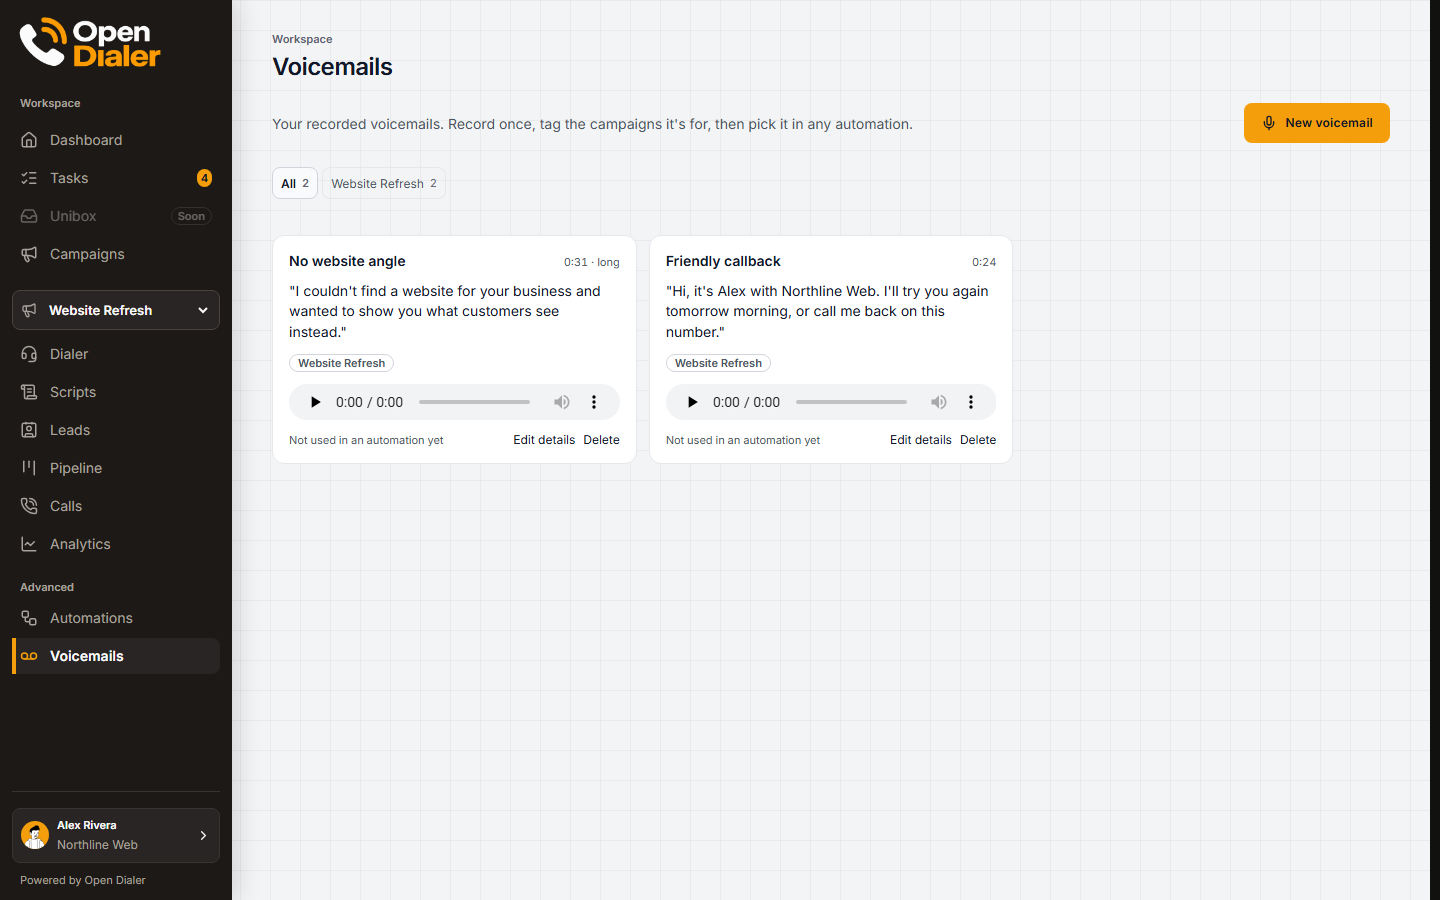 Open
Dialer
Workspace
Dashboard
Tasks 4
Unibox Soon
Campaigns
Website Refresh
Dialer
Scripts
Leads
Pipeline
Calls
Analytics
Advanced
Automations
Voicemails
Alex Rivera
Northline Web
Powered by Open Dialer
Workspace
Voicemails
Your recorded voicemails. Record once, tag the campaigns it's for, then pick it in any automation.
New voicemail
All 2
Website Refresh 2
No website angle
0:31 · long
"I couldn't find a website for your business and
wanted to show you what customers see
instead."
Website Refresh
0:00 / 0:00
Not used in an automation yet
Edit details Delete
Friendly callback
0:24
"Hi, it's Alex with Northline Web. I'll try you again
tomorrow morning, or call me back on this
number."
Website Refresh
0:00 / 0:00
Not used in an automation yet
Edit details Delete